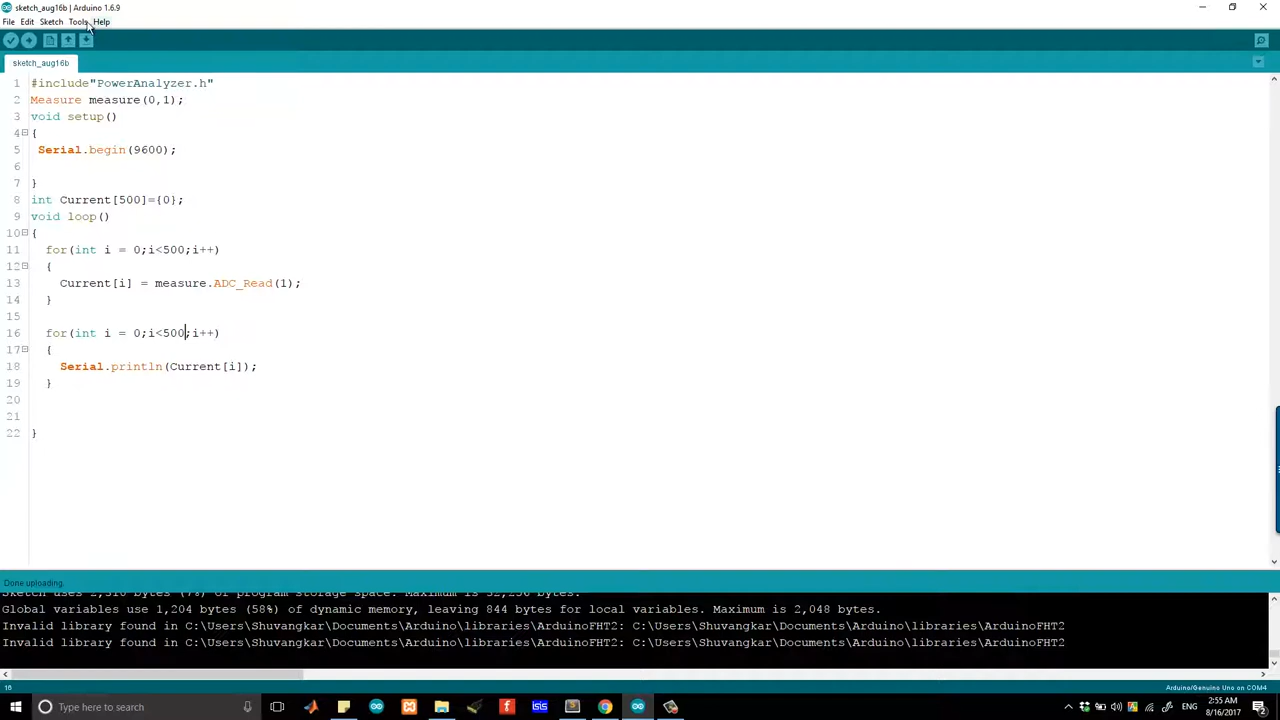 sketch_aug16b | Arduino 1.6.9
File Edit Sketch Tools Help
sketch_aug16b
1 #include"PowerAnalyzer.h"
2 Measure measure(0,1);
3 void setup()
4 {
5 Serial.begin(9600);
6
7 }
8 int Current[500]={0};
9 void loop()
10 {
11 for(int i = 0;i<500;i++)
12 {
13 Current[i] = measure.ADC_Read(1);
14 }
15
16 for(int i = 0;i<500;i++)
17 {
18 Serial.println(Current[i]);
19 }
20
21
22 }
Done uploading.
Sketch uses 2,310 bytes (7%) of program storage space. Maximum is 32,256 bytes.
Global variables use 1,204 bytes (58%) of dynamic memory, leaving 844 bytes for local variables. Maximum is 2,048 bytes.
Invalid library found in C:\Users\Shuvangkar\Documents\Arduino\libraries\ArduinoFHT2: C:\Users\Shuvangkar\Documents\Arduino\libraries\ArduinoFHT2
Invalid library found in C:\Users\Shuvangkar\Documents\Arduino\libraries\ArduinoFHT2: C:\Users\Shuvangkar\Documents\Arduino\libraries\ArduinoFHT2
16 Arduino/Genuino Uno on COM4
Type here to search
ENG
2:55 AM
8/16/2017